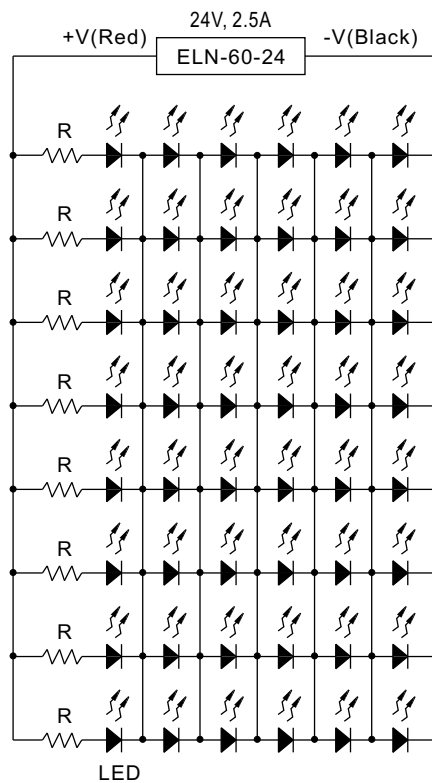 24V, 2.5A
+V(Red)
-V(Black)
ELN-60-24
R
R
R
R
R
R
R
R
LED